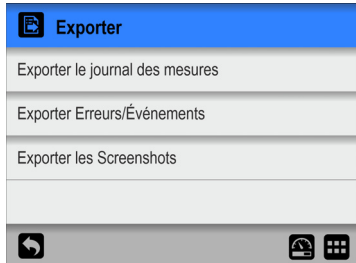 Exporter
Exporter le journal des mesures
Exporter Erreurs/Événements
Exporter les Screenshots